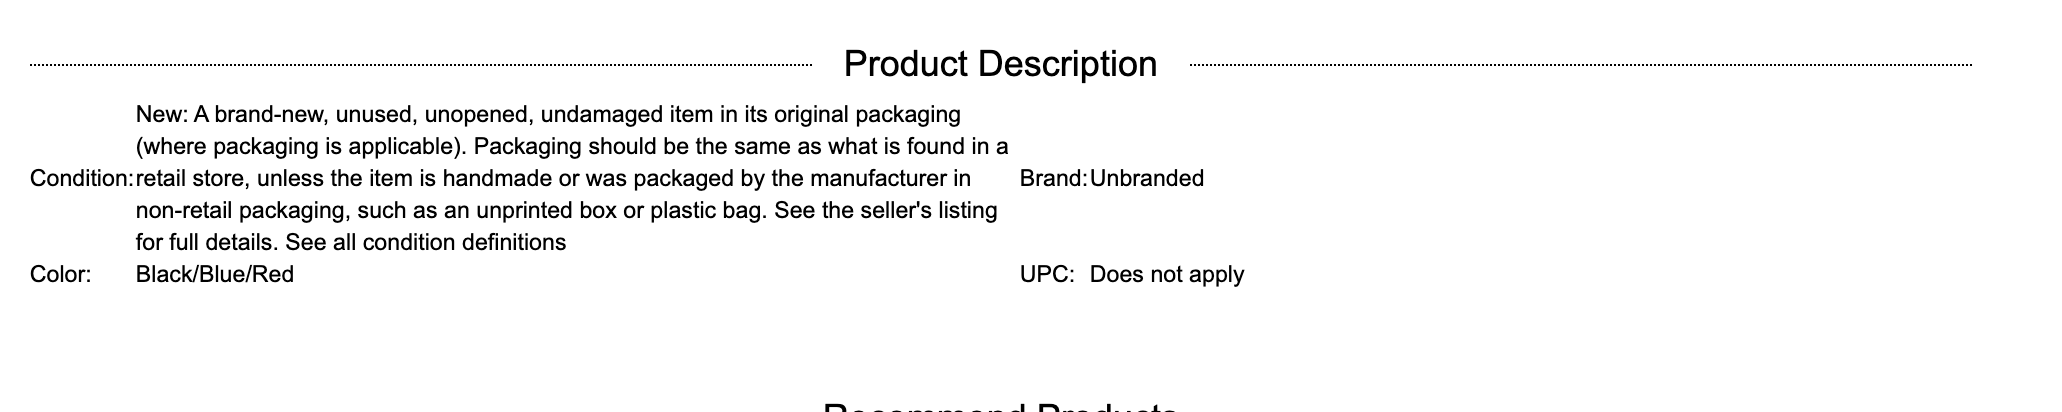 Product Description
New: A brand-new, unused, unopened, undamaged item in its original packaging
(where packaging is applicable). Packaging should be the same as what is found in a
Condition: retail store, unless the item is handmade or was packaged by the manufacturer in Brand: Unbranded
non-retail packaging, such as an unprinted box or plastic bag. See the seller's listing
for full details. See all condition definitions
Color: Black/Blue/Red UPC: Does not apply
Recommend Products